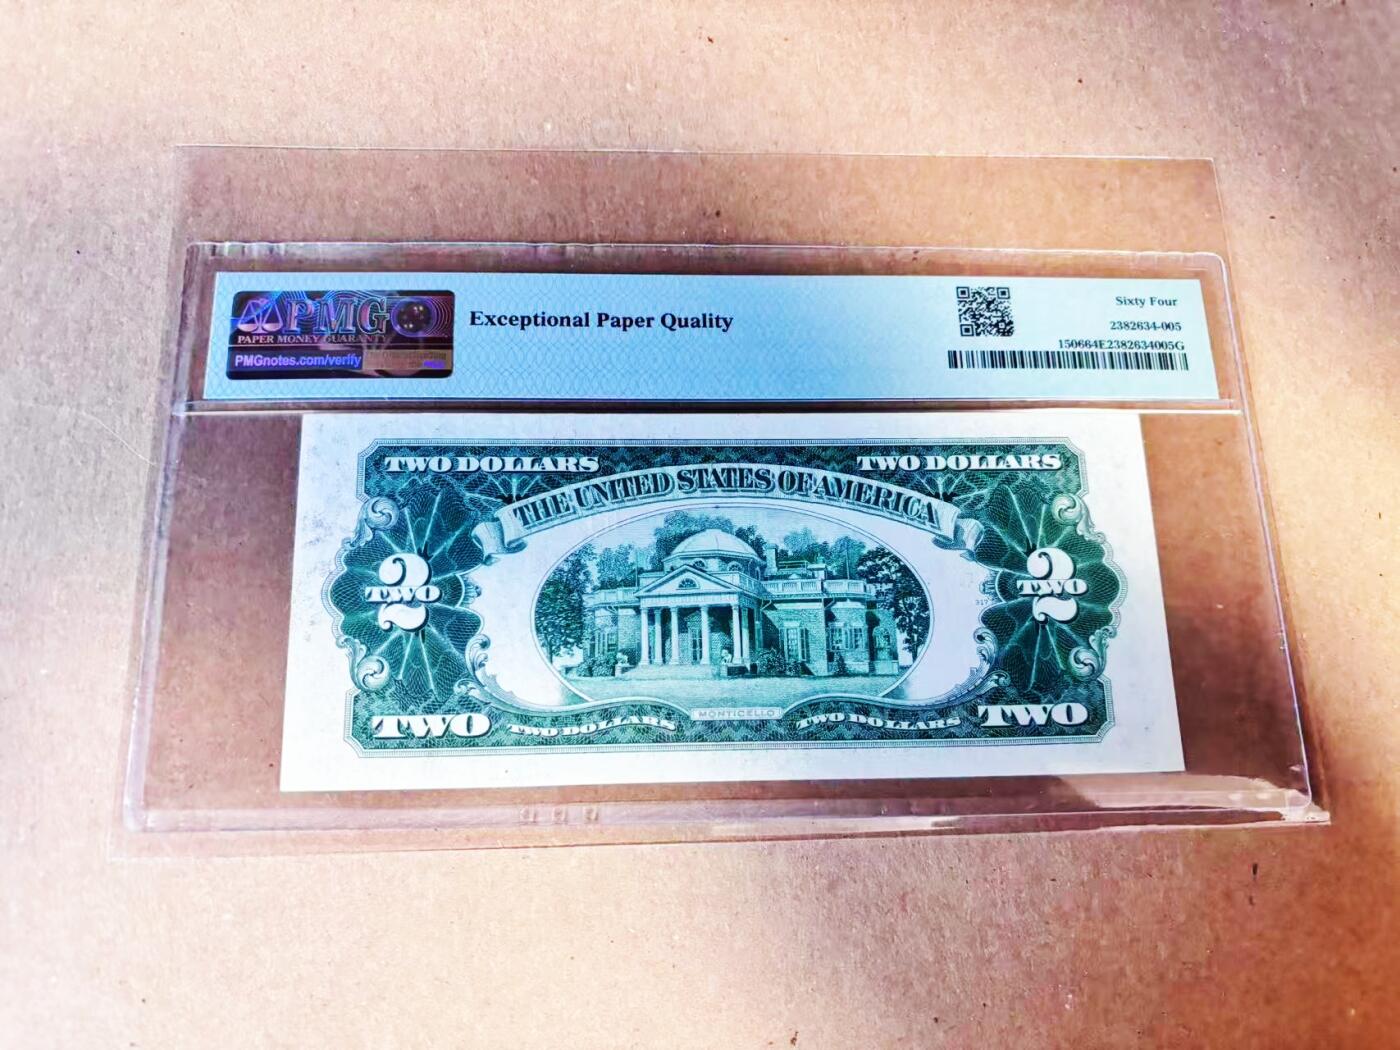 PMG
PAPER MONEY GUARANTY
PMGnotes.com/verify
Exceptional Paper Quality
Sixty Four
2382634-005
150664E2382634005G
TWO DOLLARS
TWO DOLLARS
THE UNITED STATES OF AMERICA
2
TWO
2
TWO
TWO
TWO DOLLARS
MONTICELLO
TWO DOLLARS
TWO